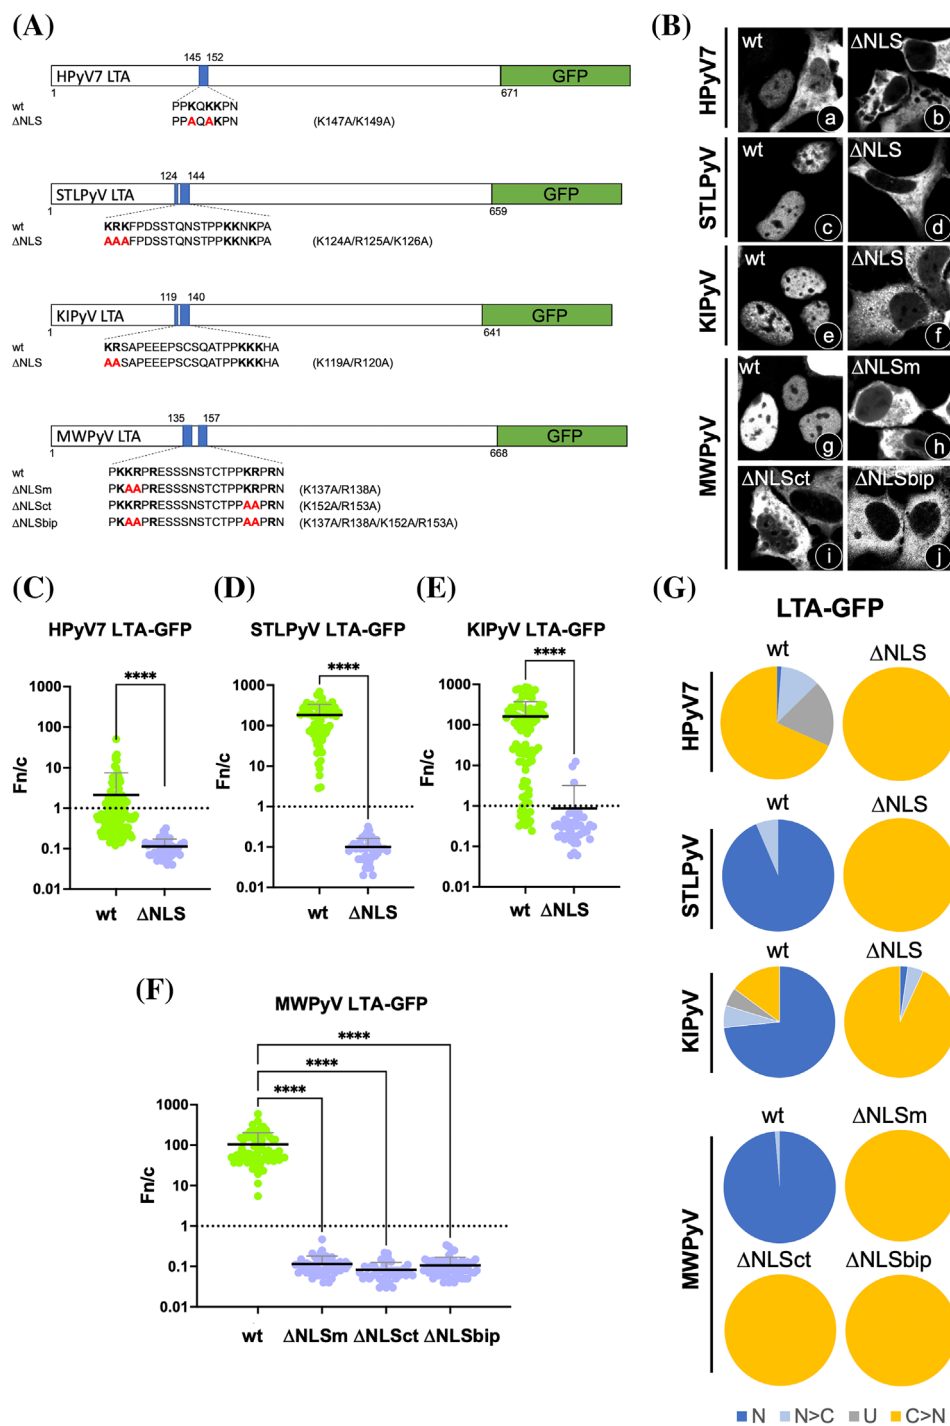 (A)
145 152
HPyV7 LTA
GFP
1
671
wt PPKQKKPN
ΔNLS PPAQAKPN (K147A/K149A)
124 144
STLPyV LTA
GFP
1
659
wt KRKFPDSSTQNSTPPKKNKPA
ΔNLS AAAFPDSSTQNSTPPKKNKPA (K124A/R125A/K126A)
119 140
KIPyV LTA
GFP
1
641
wt KRSAPEEEPSCSQATPPKKKHA
ΔNLS AASAPEEEPSCSQATPPKKKHA (K119A/R120A)
135 157
MWPyV LTA
GFP
1
668
wt PKKRPRESSSNSTCTPPKRPRN
ΔNLSm PKAAPRESSSNSTCTPPKRPRN (K137A/R138A)
ΔNLSct PKKRPRESSSNSTCTPPAAPRN (K152A/R153A)
ΔNLSbip PKAAPRESSSNSTCTPPAAPRN (K137A/R138A/K152A/R153A)
(B)
HPyV7
wt
a
ΔNLS
b
STLPyV
wt
c
ΔNLS
d
KIPyV
wt
e
ΔNLS
f
MWPyV
wt
g
ΔNLSm
h
ΔNLSct
i
ΔNLSbip
j
(C)
HPyV7 LTA-GFP
****
Fn/c
1000
100
10
1
0.1
0.01
wt ΔNLS
(D)
STLPyV LTA-GFP
****
Fn/c
1000
100
10
1
0.1
0.01
wt ΔNLS
(E)
KIPyV LTA-GFP
****
Fn/c
1000
100
10
1
0.1
0.01
wt ΔNLS
(F)
MWPyV LTA-GFP
****
****
****
Fn/c
1000
100
10
1
0.1
0.01
wt ΔNLSm ΔNLSct ΔNLSbip
(G)
LTA-GFP
HPyV7
wt ΔNLS
STLPyV
wt ΔNLS
KIPyV
wt ΔNLS
MWPyV
wt ΔNLSm
ΔNLSct ΔNLSbip
N N>C U C>N